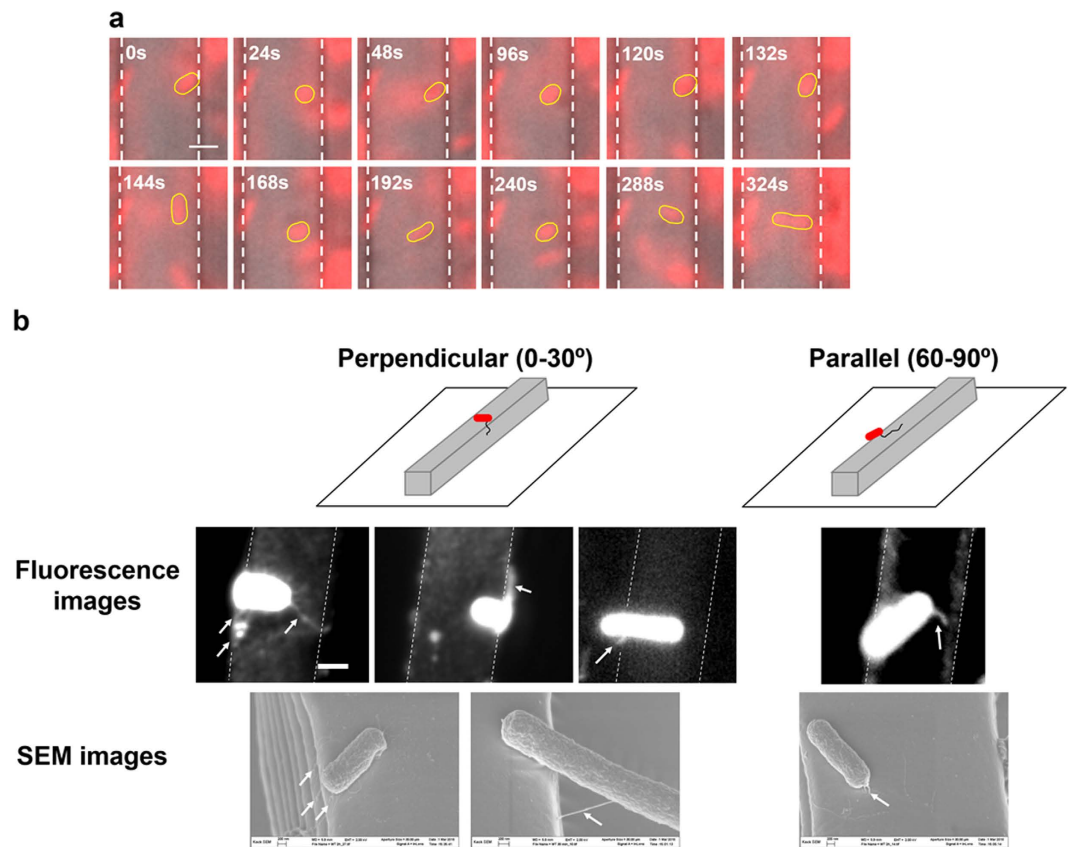 a
0s
24s
48s
96s
120s
132s
144s
168s
192s
240s
288s
324s
b
Perpendicular (0-30º)
Parallel (60-90º)
Fluorescence
images
SEM images